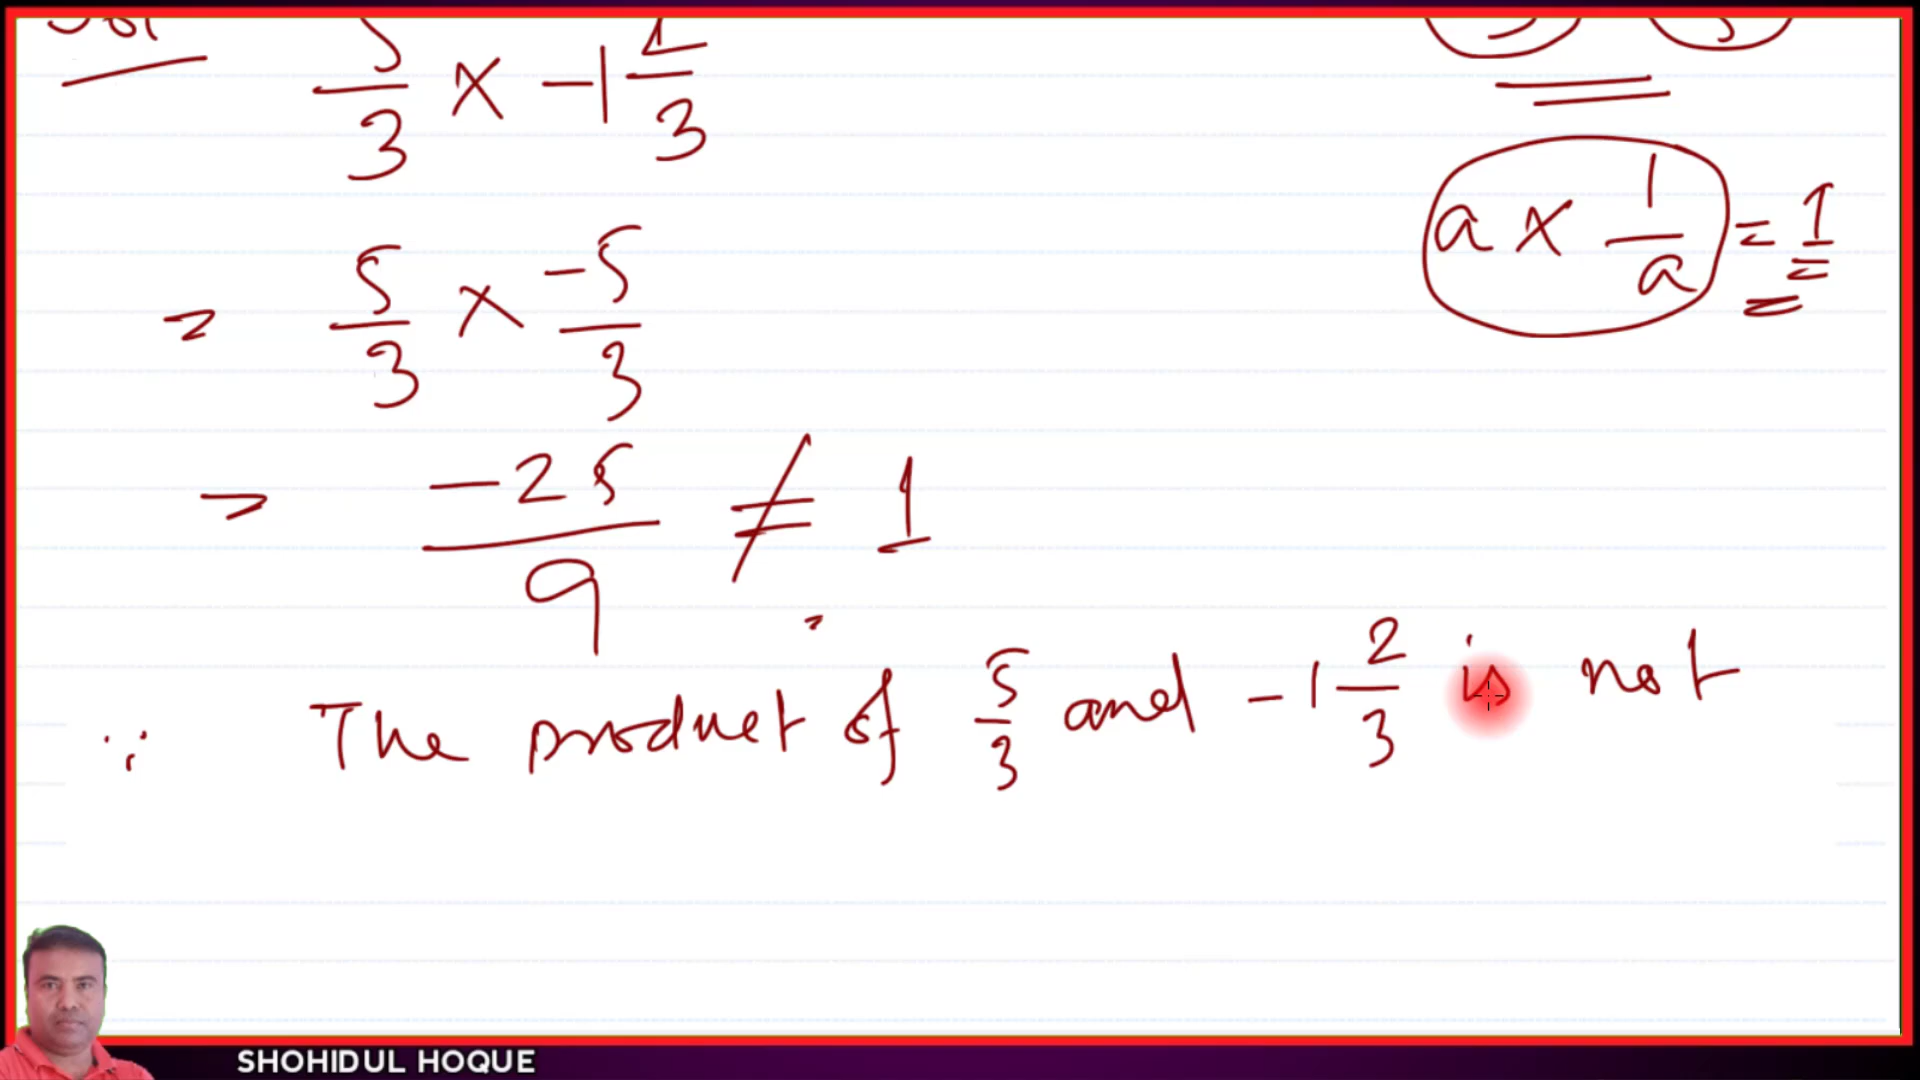 Sol
5/3 × -1 2/3
a × 1/a = 1
= 5/3 × -5/3
= -25/9 ≠ 1
∵ The product of 5/3 and -1 2/3 is not
SHOHIDUL HOQUE